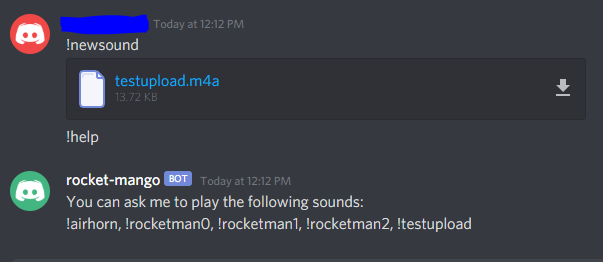 Today at 12:12 PM
!newsound
testupload.m4a
13.72 KB
!help
rocket-mango BOT Today at 12:12 PM
You can ask me to play the following sounds:
!airhorn, !rocketman0, !rocketman1, !rocketman2, !testupload